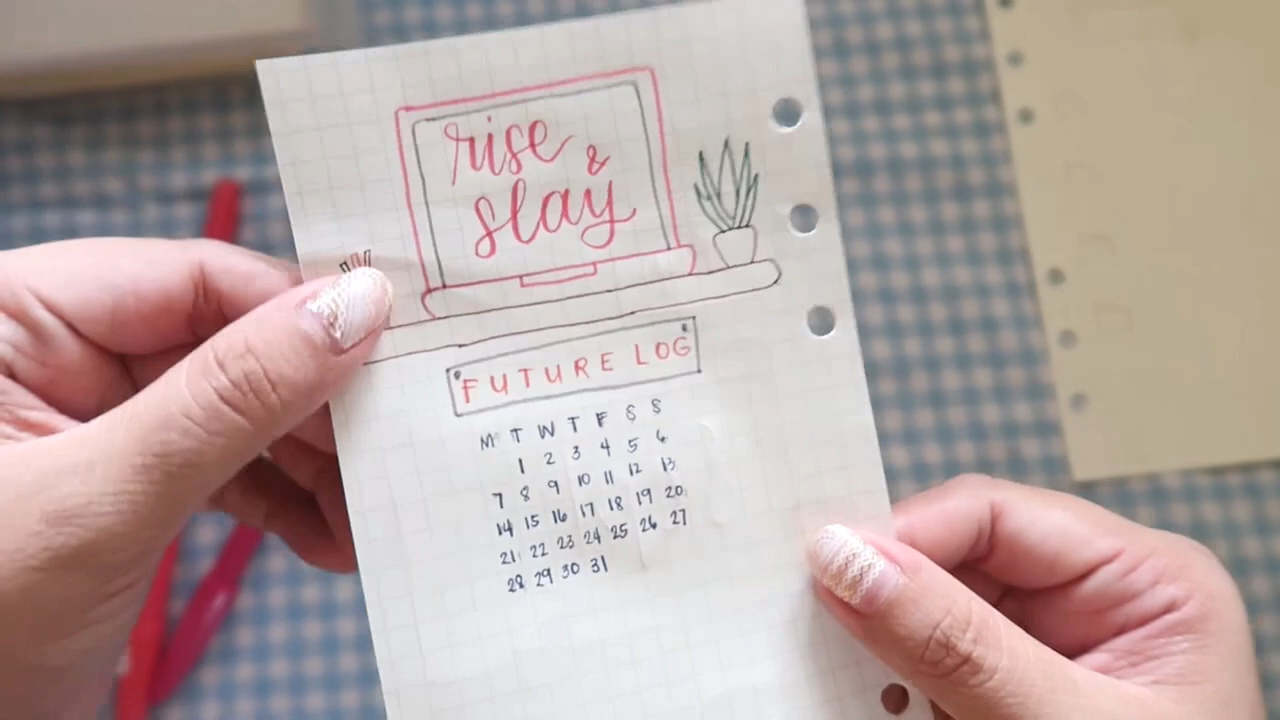 rise &
slay
FUTURE LOG
M T W T F S S
1 2 3 4 5 6
7 8 9 10 11 12 13
14 15 16 17 18 19 20
21 22 23 24 25 26 27
28 29 30 31